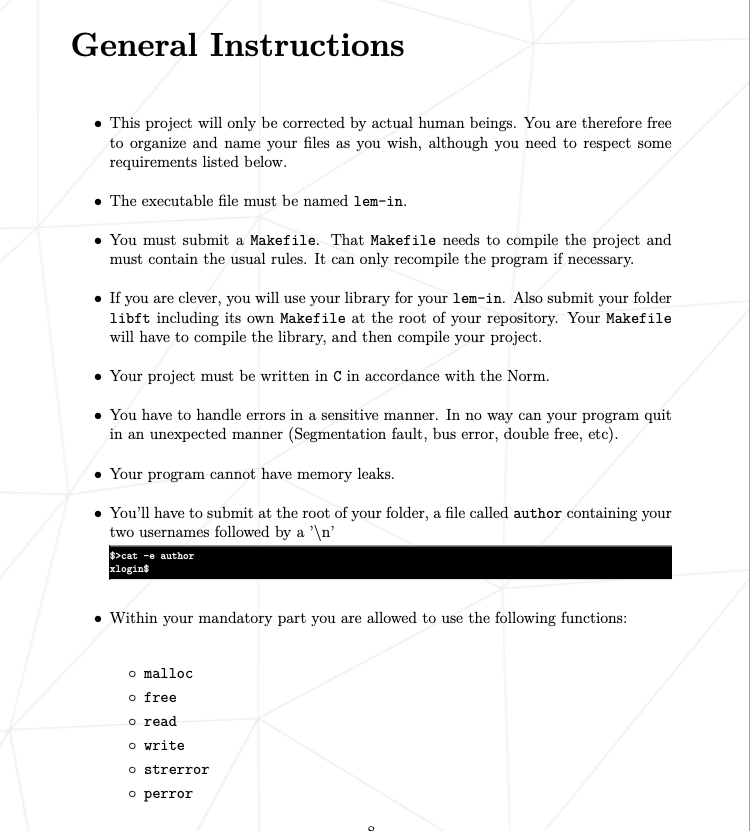 General Instructions
• This project will only be corrected by actual human beings. You are therefore free
to organize and name your files as you wish, although you need to respect some
requirements listed below.
• The executable file must be named lem-in.
• You must submit a Makefile. That Makefile needs to compile the project and
must contain the usual rules. It can only recompile the program if necessary.
• If you are clever, you will use your library for your lem-in. Also submit your folder
libft including its own Makefile at the root of your repository. Your Makefile
will have to compile the library, and then compile your project.
• Your project must be written in C in accordance with the Norm.
• You have to handle errors in a sensitive manner. In no way can your program quit
in an unexpected manner (Segmentation fault, bus error, double free, etc).
• Your program cannot have memory leaks.
• You'll have to submit at the root of your folder, a file called author containing your
two usernames followed by a '\n'
$>cat -e author
xlogin$
• Within your mandatory part you are allowed to use the following functions:
◦ malloc
◦ free
◦ read
◦ write
◦ strerror
◦ perror